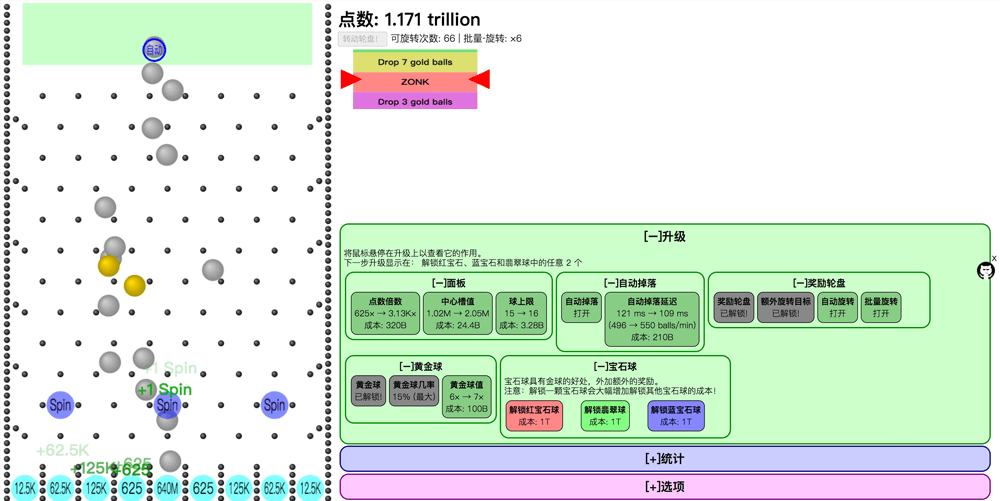 自动
+1 Spin
+1 Spin
Spin
Spin
Spin
+62.5K
+125K
+625
+625
12.5K
62.5K
125K
625
640M
625
125K
62.5K
12.5K
点数: 1.171 trillion
转动轮盘!
可旋转次数: 66 | 批量-旋转: ×6
Drop 7 gold balls
ZONK
Drop 3 gold balls
[—]升级
x
将鼠标悬停在升级上以查看它的作用。
下一步升级显示在： 解锁红宝石、蓝宝石和翡翠球中的任意 2 个
[—]面板
点数倍数
625× → 3.13K×
成本: 320B
中心槽值
1.02M → 2.05M
成本: 24.4B
球上限
15 → 16
成本: 3.28B
[—]自动掉落
自动掉落
打开
自动掉落延迟
121 ms → 109 ms
(496 → 550 balls/min)
成本: 210B
[—]奖励轮盘
奖励轮盘
已解锁!
额外旋转目标
已解锁!
自动旋转
打开
批量旋转
打开
[—]黄金球
黄金球
已解锁!
黄金球几率
15% (最大)
黄金球值
6× → 7×
成本: 100B
[—]宝石球
宝石球具有金球的好处，外加额外的奖励。
注意：解锁一颗宝石球会大幅增加解锁其他宝石球的成本!
解锁红宝石球
成本: 1T
解锁翡翠球
成本: 1T
解锁蓝宝石球
成本: 1T
[+]统计
[+]选项